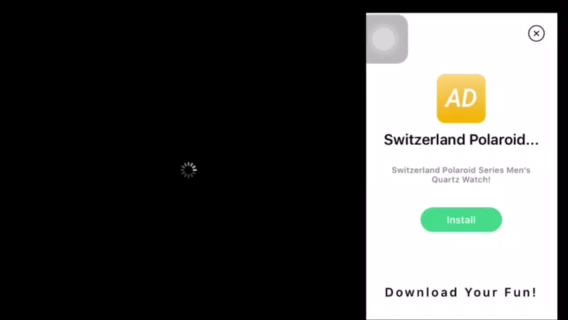 AD
Switzerland Polaroid...
Switzerland Polaroid Series Men's
Quartz Watch!
Install
Download Your Fun!